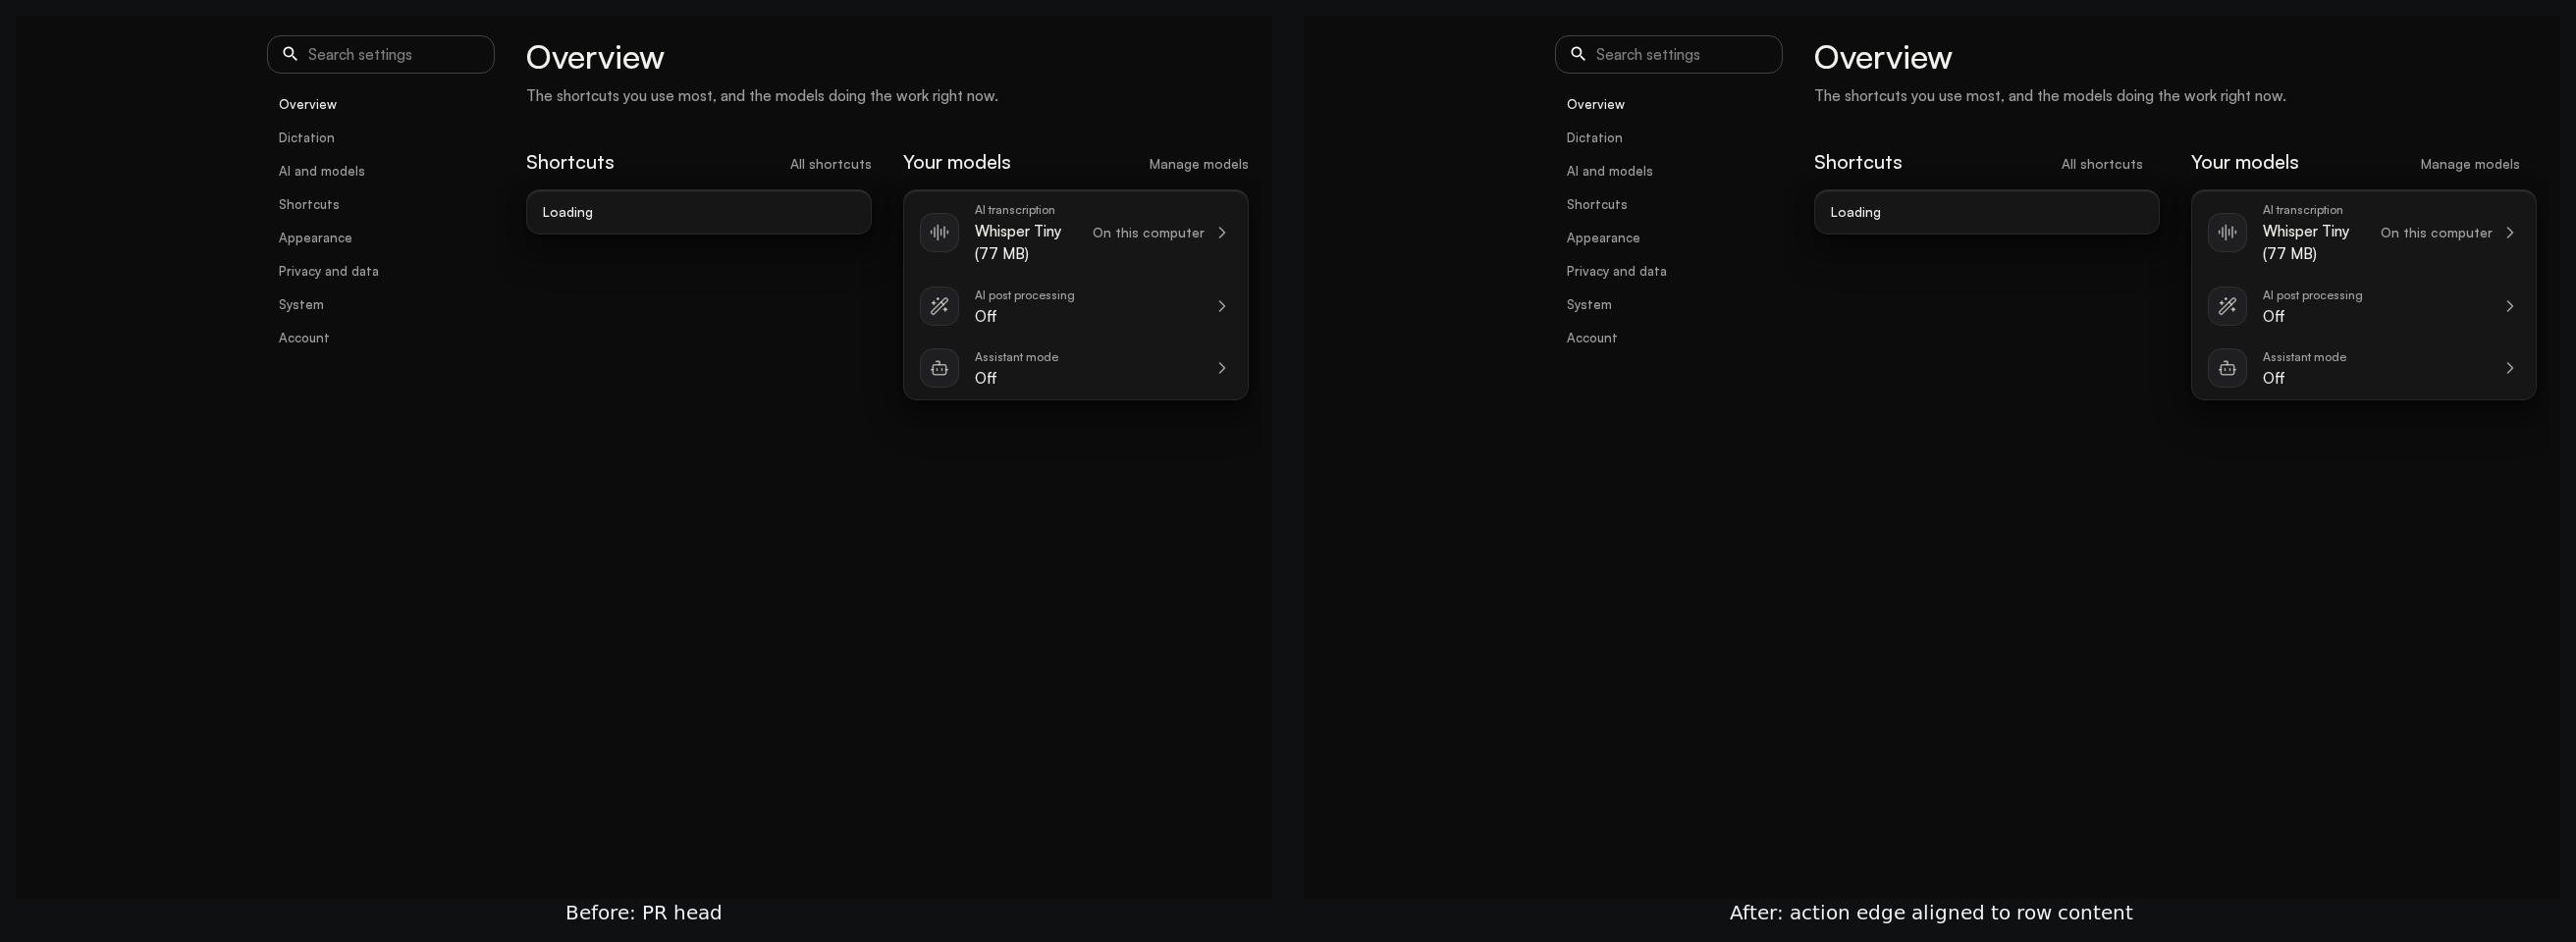 Search settings
Overview
Dictation
AI and models
Shortcuts
Appearance
Privacy and data
System
Account
Overview
The shortcuts you use most, and the models doing the work right now.
Shortcuts
All shortcuts
Loading
Your models
Manage models
AI transcription
Whisper Tiny
(77 MB)
On this computer
AI post processing
Off
Assistant mode
Off
Before: PR head
Search settings
Overview
Dictation
AI and models
Shortcuts
Appearance
Privacy and data
System
Account
Overview
The shortcuts you use most, and the models doing the work right now.
Shortcuts
All shortcuts
Loading
Your models
Manage models
AI transcription
Whisper Tiny
(77 MB)
On this computer
AI post processing
Off
Assistant mode
Off
After: action edge aligned to row content